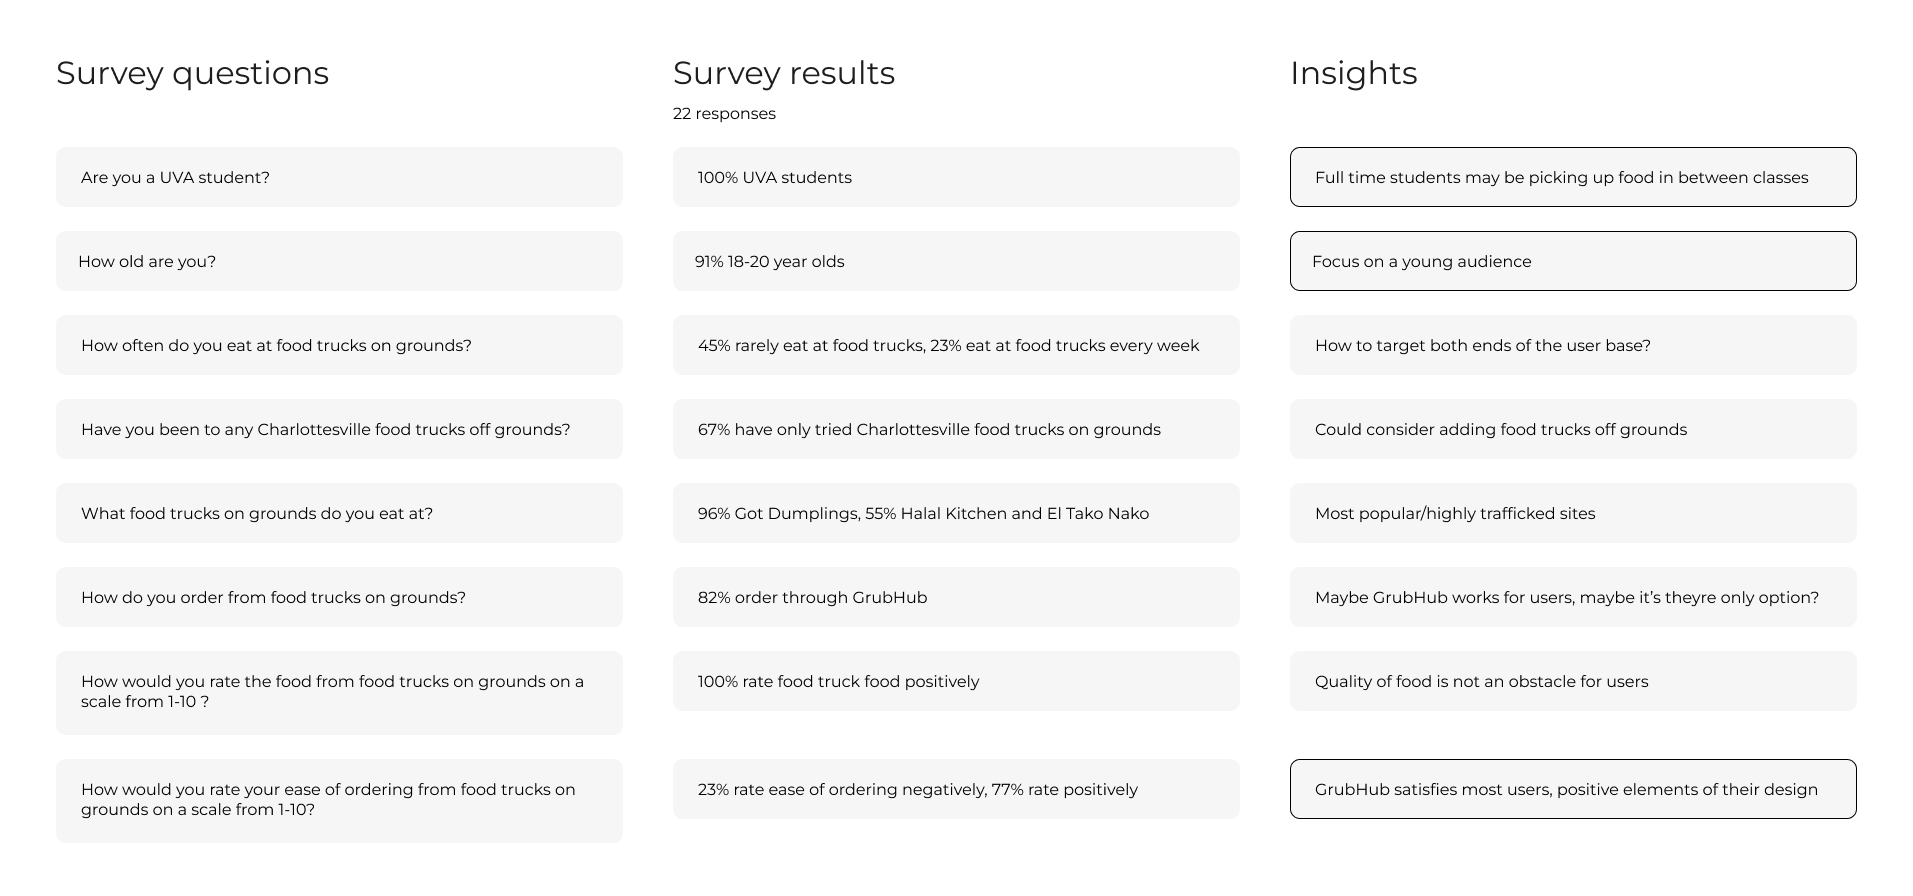 Survey questions
Survey results
Insights
22 responses
Are you a UVA student?
100% UVA students
Full time students may be picking up food in between classes
How old are you?
91% 18-20 year olds
Focus on a young audience
How often do you eat at food trucks on grounds?
45% rarely eat at food trucks, 23% eat at food trucks every week
How to target both ends of the user base?
Have you been to any Charlottesville food trucks off grounds?
67% have only tried Charlottesville food trucks on grounds
Could consider adding food trucks off grounds
What food trucks on grounds do you eat at?
96% Got Dumplings, 55% Halal Kitchen and El Tako Nako
Most popular/highly trafficked sites
How do you order from food trucks on grounds?
82% order through GrubHub
Maybe GrubHub works for users, maybe it’s theyre only option?
How would you rate the food from food trucks on grounds on a
scale from 1-10 ?
100% rate food truck food positively
Quality of food is not an obstacle for users
How would you rate your ease of ordering from food trucks on
grounds on a scale from 1-10?
23% rate ease of ordering negatively, 77% rate positively
GrubHub satisfies most users, positive elements of their design